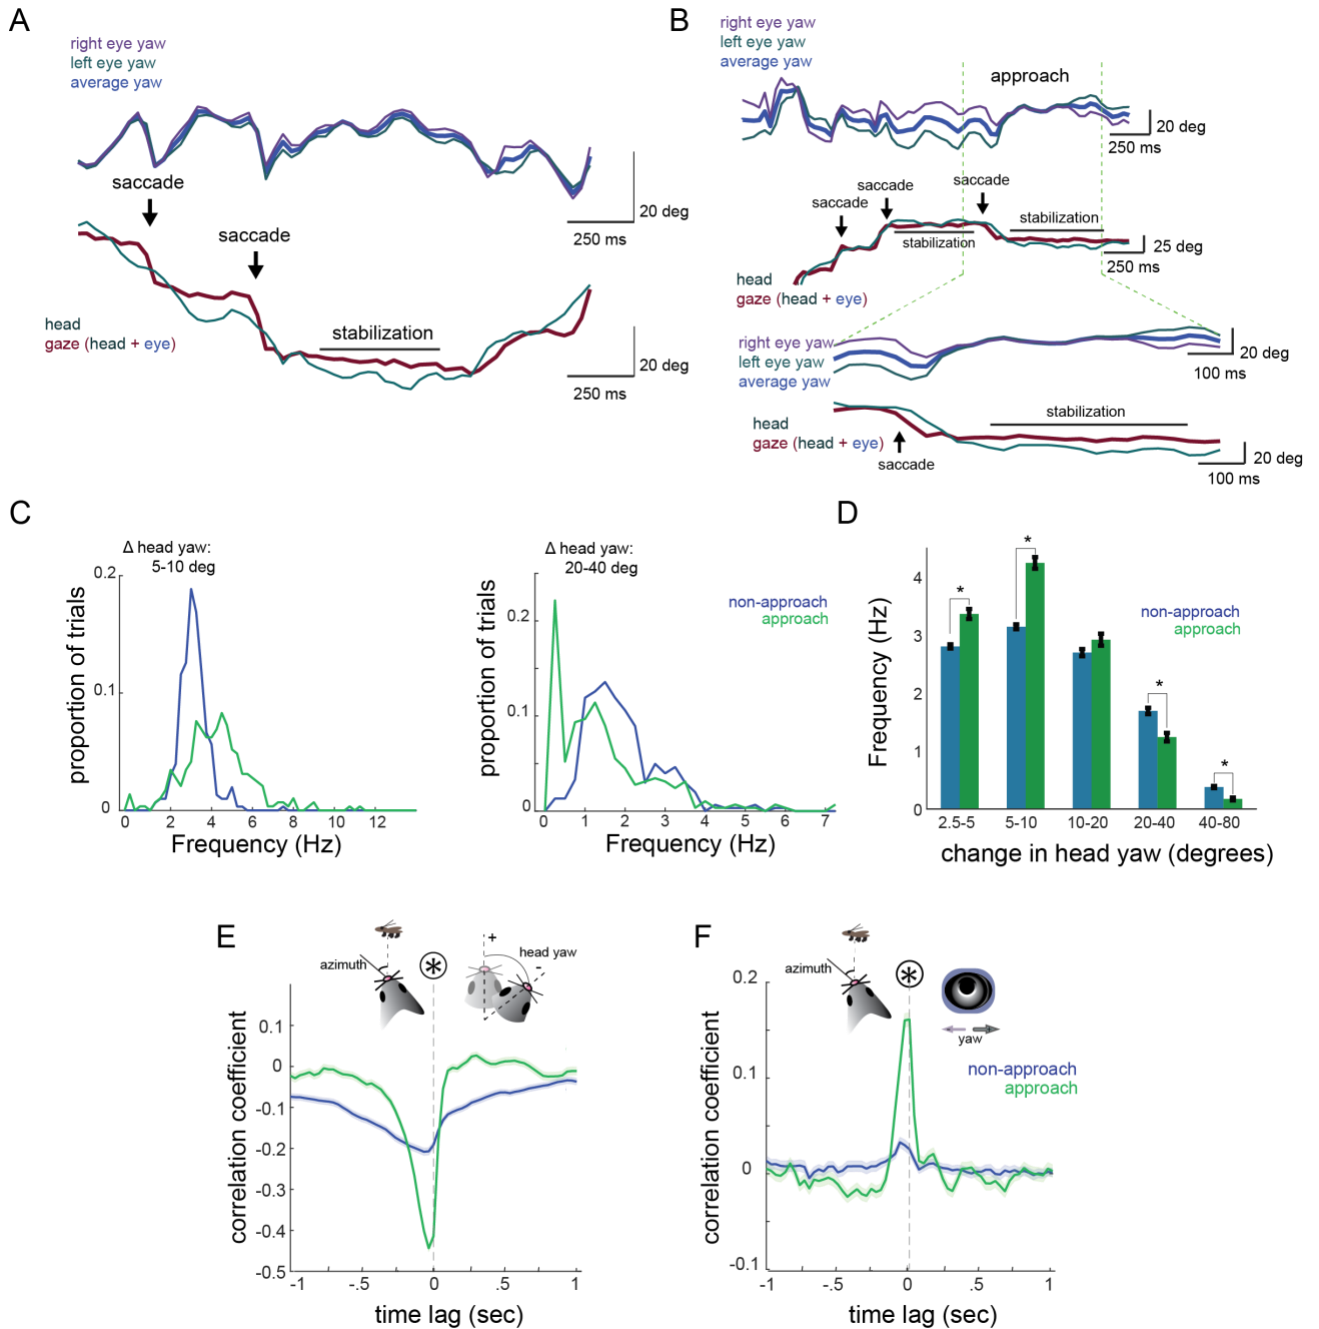 A
right eye yaw
left eye yaw
average yaw
saccade
20 deg
250 ms
saccade
head
gaze (head + eye)
stabilization
20 deg
250 ms
B
right eye yaw
left eye yaw
average yaw
approach
20 deg
250 ms
saccade
saccade
saccade
stabilization
stabilization
25 deg
250 ms
head
gaze (head + eye)
right eye yaw
left eye yaw
average yaw
20 deg
100 ms
head
gaze (head + eye)
stabilization
saccade
20 deg
100 ms
C
Δ head yaw:
5-10 deg
proportion of trials
0.2
0.1
0
0 2 4 6 8 10 12
Frequency (Hz)
Δ head yaw:
20-40 deg
proportion of trials
0.2
0.1
0
0 1 2 3 4 5 6 7
Frequency (Hz)
non-approach
approach
D
Frequency (Hz)
4
3
2
1
0
* * * *
non-approach
approach
2.5-5 5-10 10-20 20-40 40-80
change in head yaw (degrees)
E
azimuth
*
+
-
head yaw
correlation coefficient
0.1
0
-0.1
-0.2
-0.3
-0.4
-0.5
-1 -.5 0 .5 1
time lag (sec)
F
azimuth
*
yaw
non-approach
approach
correlation coefficient
0.2
0.1
0
-0.1
-1 -.5 0 .5 1
time lag (sec)